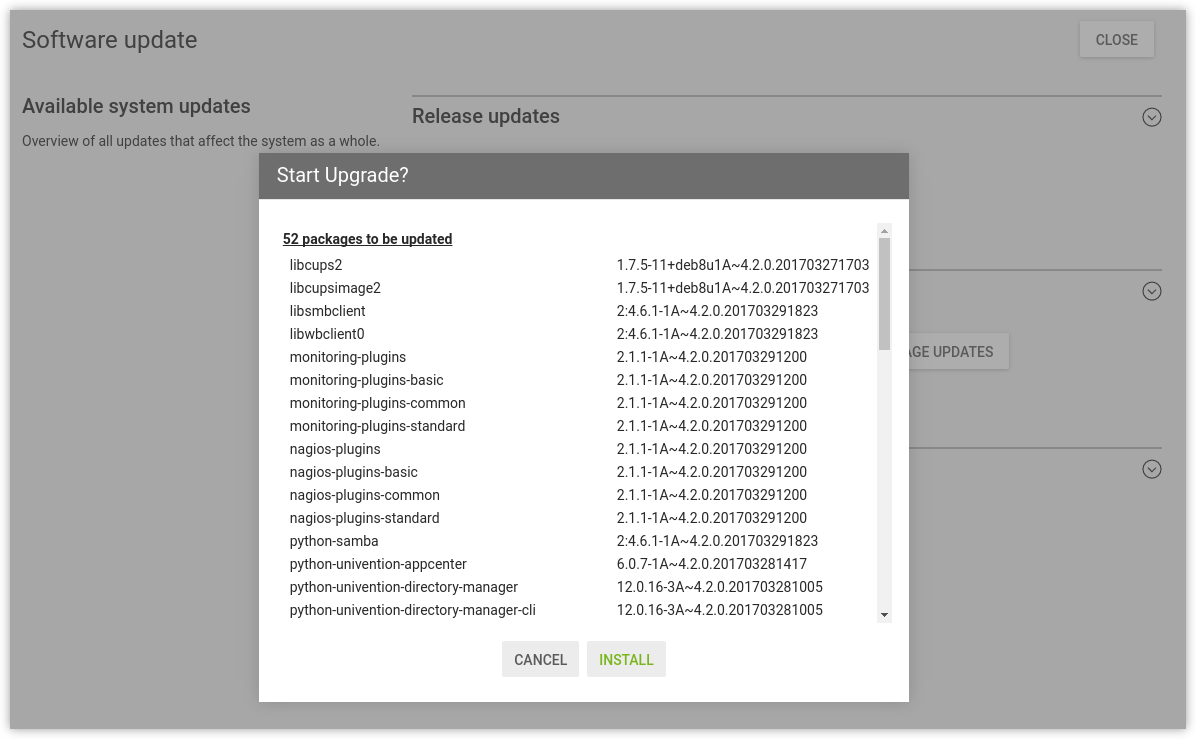 Software update
CLOSE
Available system updates
Release updates
Overview of all updates that affect the system as a whole.
Start Upgrade?
52 packages to be updated
libcups2 1.7.5-11+deb8u1A~4.2.0.201703271703
libcupsimage2 1.7.5-11+deb8u1A~4.2.0.201703271703
libsmbclient 2:4.6.1-1A~4.2.0.201703291823
libwbclient0 2:4.6.1-1A~4.2.0.201703291823
monitoring-plugins 2.1.1-1A~4.2.0.201703291200
monitoring-plugins-basic 2.1.1-1A~4.2.0.201703291200
monitoring-plugins-common 2.1.1-1A~4.2.0.201703291200
monitoring-plugins-standard 2.1.1-1A~4.2.0.201703291200
nagios-plugins 2.1.1-1A~4.2.0.201703291200
nagios-plugins-basic 2.1.1-1A~4.2.0.201703291200
nagios-plugins-common 2.1.1-1A~4.2.0.201703291200
nagios-plugins-standard 2.1.1-1A~4.2.0.201703291200
python-samba 2:4.6.1-1A~4.2.0.201703291823
python-univention-appcenter 6.0.7-1A~4.2.0.201703281417
python-univention-directory-manager 12.0.16-3A~4.2.0.201703281005
python-univention-directory-manager-cli 12.0.16-3A~4.2.0.201703281005
UPDATES
CANCEL
INSTALL